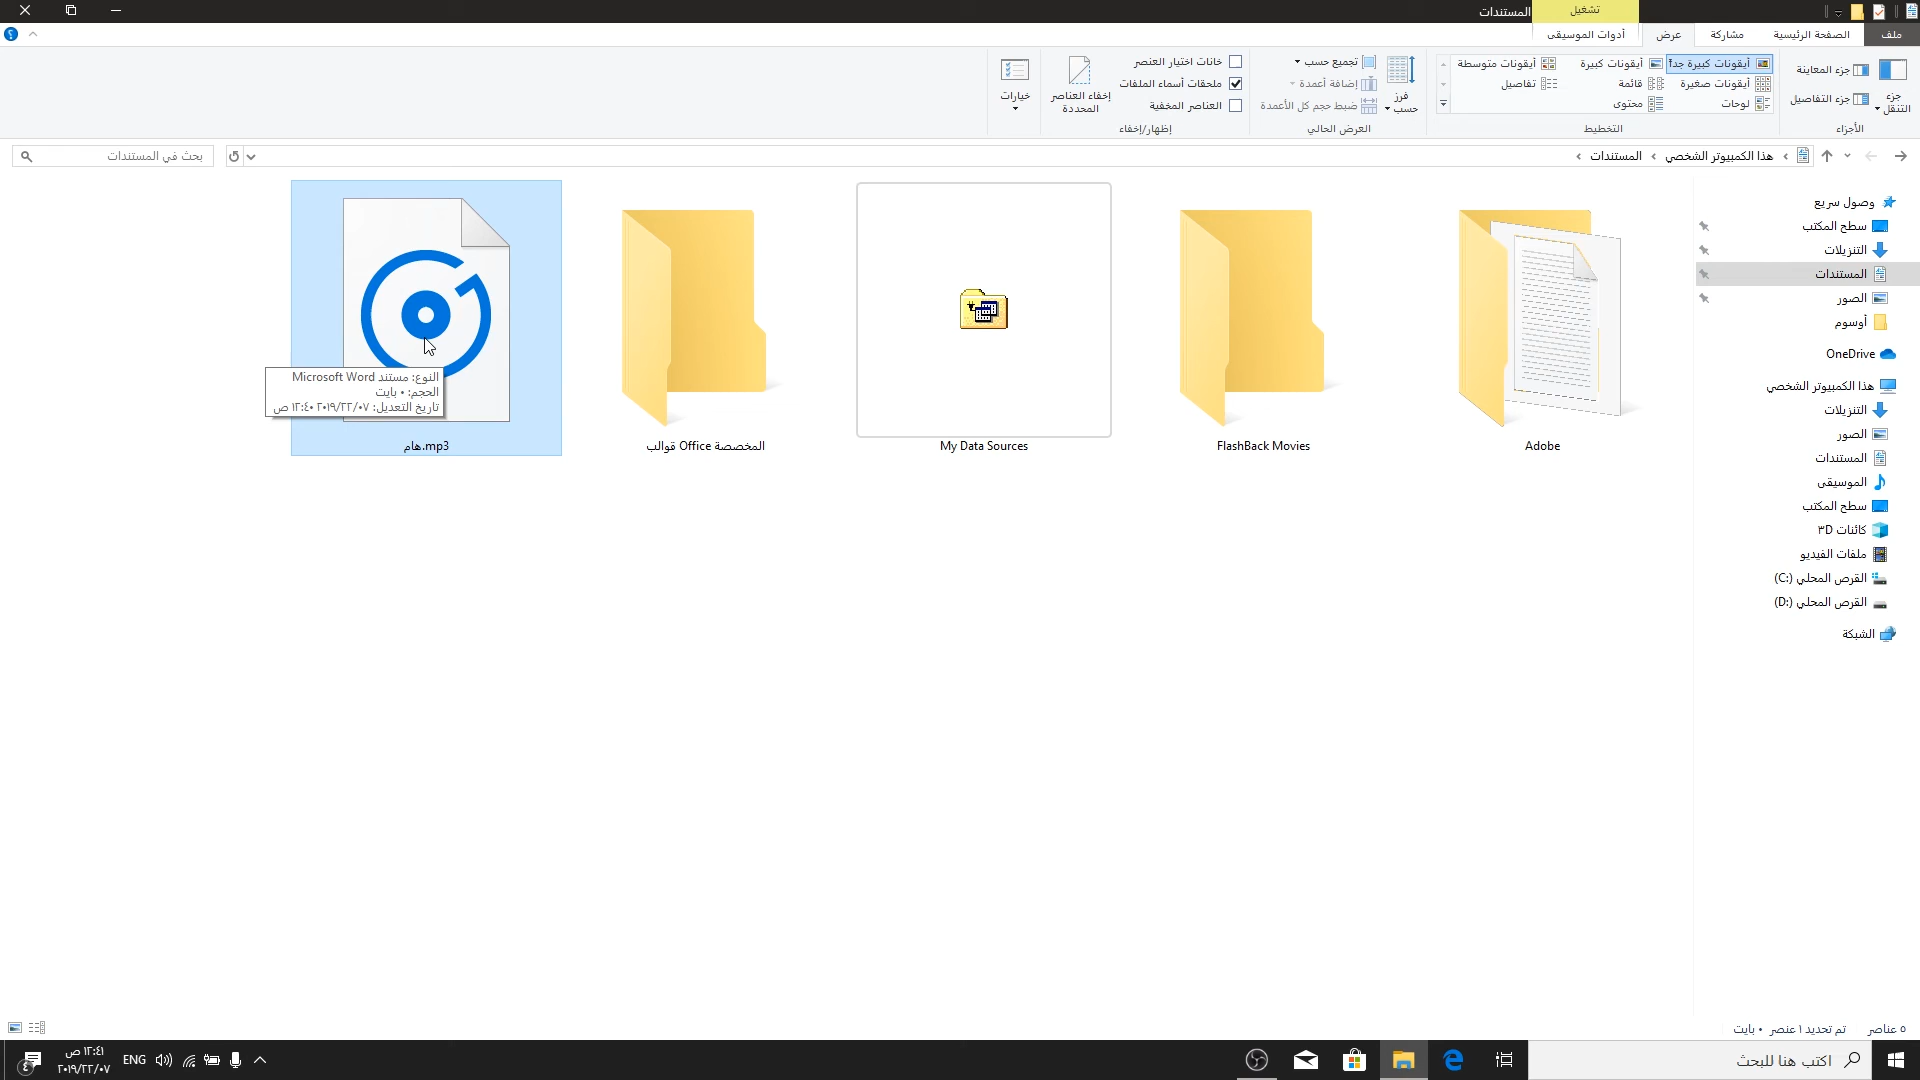 المستندات
تشغيل
ملف
الصفحة الرئيسية
مشاركة
عرض
أدوات الموسيقى
جزء التنقل
جزء المعاينة
جزء التفاصيل
الأجزاء
أيقونات كبيرة جداً
أيقونات كبيرة
أيقونات متوسطة
أيقونات صغيرة
قائمة
تفاصيل
لوحات
محتوى
التخطيط
فرز حسب
تجميع حسب
إضافة أعمدة
ضبط حجم كل الأعمدة
العرض الحالي
خانات اختيار العنصر
ملحقات أسماء الملفات
العناصر المخفية
إخفاء العناصر المحددة
إظهار/إخفاء
خيارات
هذا الكمبيوتر الشخصي
المستندات
بحث في المستندات
وصول سريع
سطح المكتب
التنزيلات
المستندات
الصور
أوسوم
OneDrive
هذا الكمبيوتر الشخصي
التنزيلات
الصور
المستندات
الموسيقى
سطح المكتب
كائنات ٣D
ملفات الفيديو
القرص المحلي (C:)
القرص المحلي (D:)
الشبكة
Adobe
FlashBack Movies
My Data Sources
قوالب Office المخصصة
هام.mp3
النوع: مستند Microsoft Word
الحجم: ٠ بايت
تاريخ التعديل: ٢٠١٩/٢٢/٠٧ ١٢:٤٠ ص
٥ عناصر
تم تحديد ١ عنصر ٠ بايت
اكتب هنا للبحث
ENG
١٢:٤١ ص
٢٠١٩/٢٢/٠٧
٤